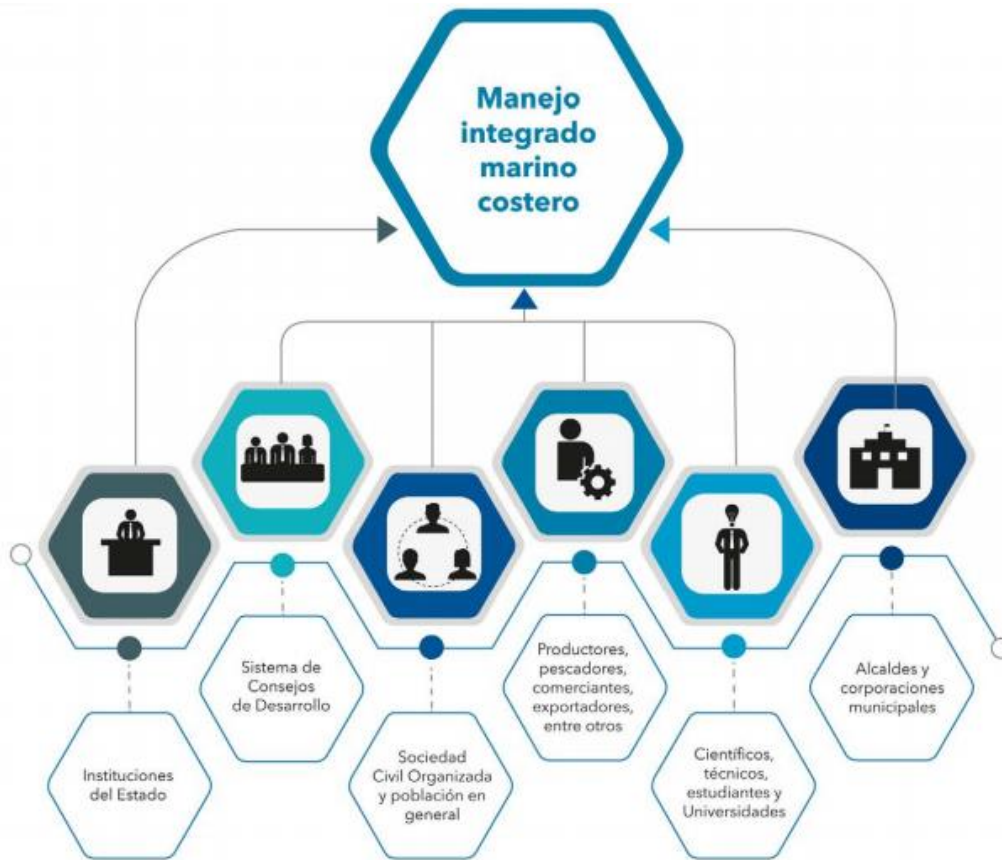 Manejo
integrado
marino
costero
Instituciones
del Estado
Sistema de
Consejos
de Desarrollo
Sociedad
Civil Organizada
y población en
general
Productores,
pescadores,
comerciantes,
exportadores,
entre otros
Científicos,
técnicos,
estudiantes y
Universidades
Alcaldes y
corporaciones
municipales